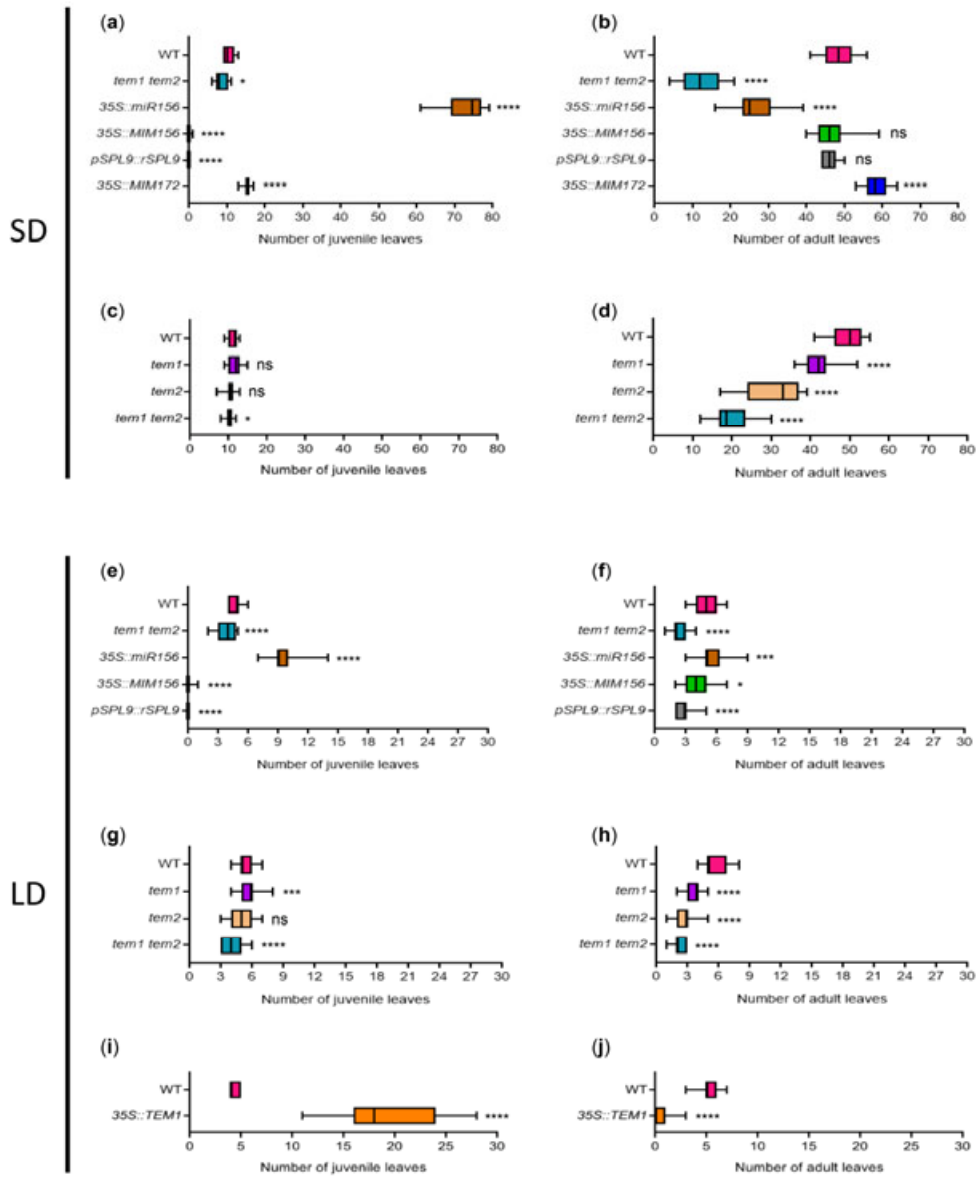 SD
(a)
WT
tem1 tem2 *
35S::miR156 ****
35S::MIM156 ****
pSPL9::rSPL9 ****
35S::MIM172 ****
0 10 20 30 40 50 60 70 80
Number of juvenile leaves
(b)
WT
****
****
ns
ns
****
0 10 20 30 40 50 60 70 80
Number of adult leaves
(c)
WT
tem1 ns
tem2 ns
tem1 tem2 *
0 10 20 30 40 50 60 70 80
Number of juvenile leaves
(d)
WT
tem1 ****
tem2 ****
tem1 tem2 ****
0 10 20 30 40 50 60 70 80
Number of adult leaves
LD
(e)
WT
tem1 tem2 ****
35S::miR156 ****
35S::MIM156 ****
pSPL9::rSPL9 ****
0 3 6 9 12 15 18 21 24 27 30
Number of juvenile leaves
(f)
WT
tem1 tem2 ****
35S::miR156 ***
35S::MIM156 *
pSPL9::rSPL9 ****
0 3 6 9 12 15 18 21 24 27 30
Number of adult leaves
(g)
WT
tem1 ***
tem2 ns
tem1 tem2 ****
0 3 6 9 12 15 18 21 24 27 30
Number of juvenile leaves
(h)
WT
tem1 ****
tem2 ****
tem1 tem2 ****
0 3 6 9 12 15 18 21 24 27 30
Number of adult leaves
(i)
WT
35S::TEM1 ****
0 5 10 15 20 25 30
Number of juvenile leaves
(j)
WT
35S::TEM1 ****
0 5 10 15 20 25 30
Number of adult leaves